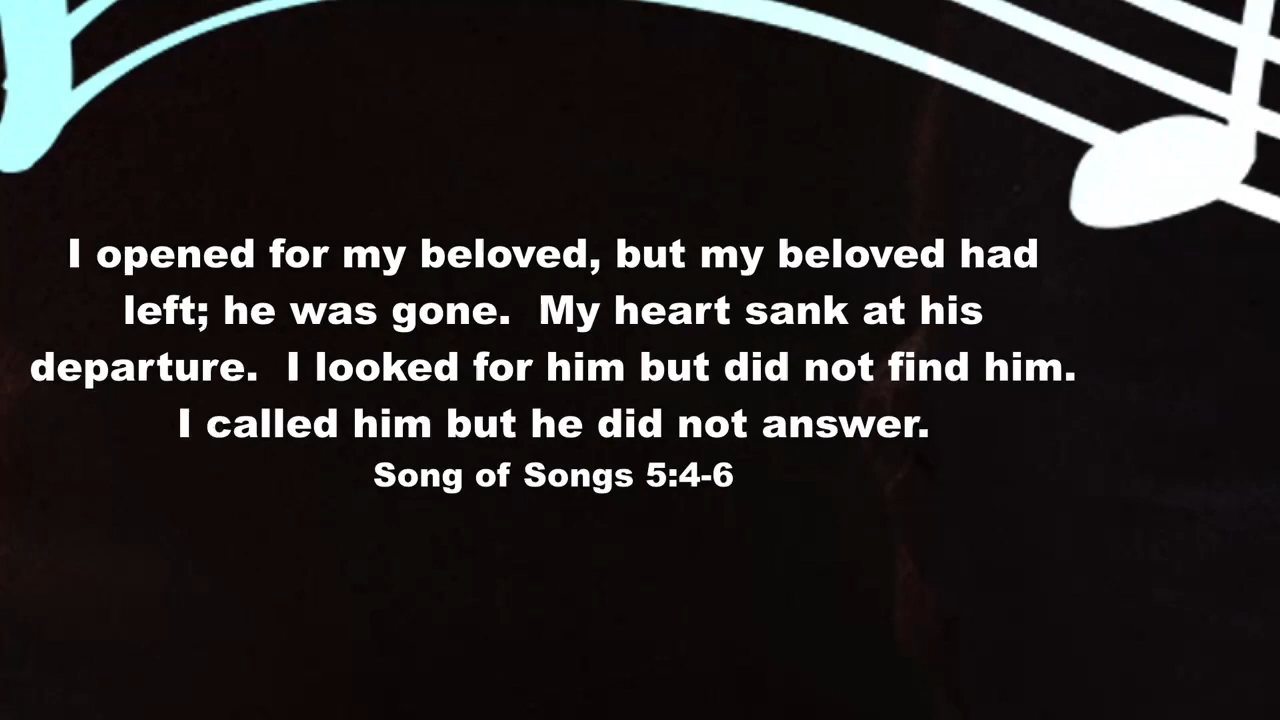 I opened for my beloved, but my beloved had
left; he was gone.  My heart sank at his
departure.  I looked for him but did not find him.
I called him but he did not answer.
Song of Songs 5:4-6